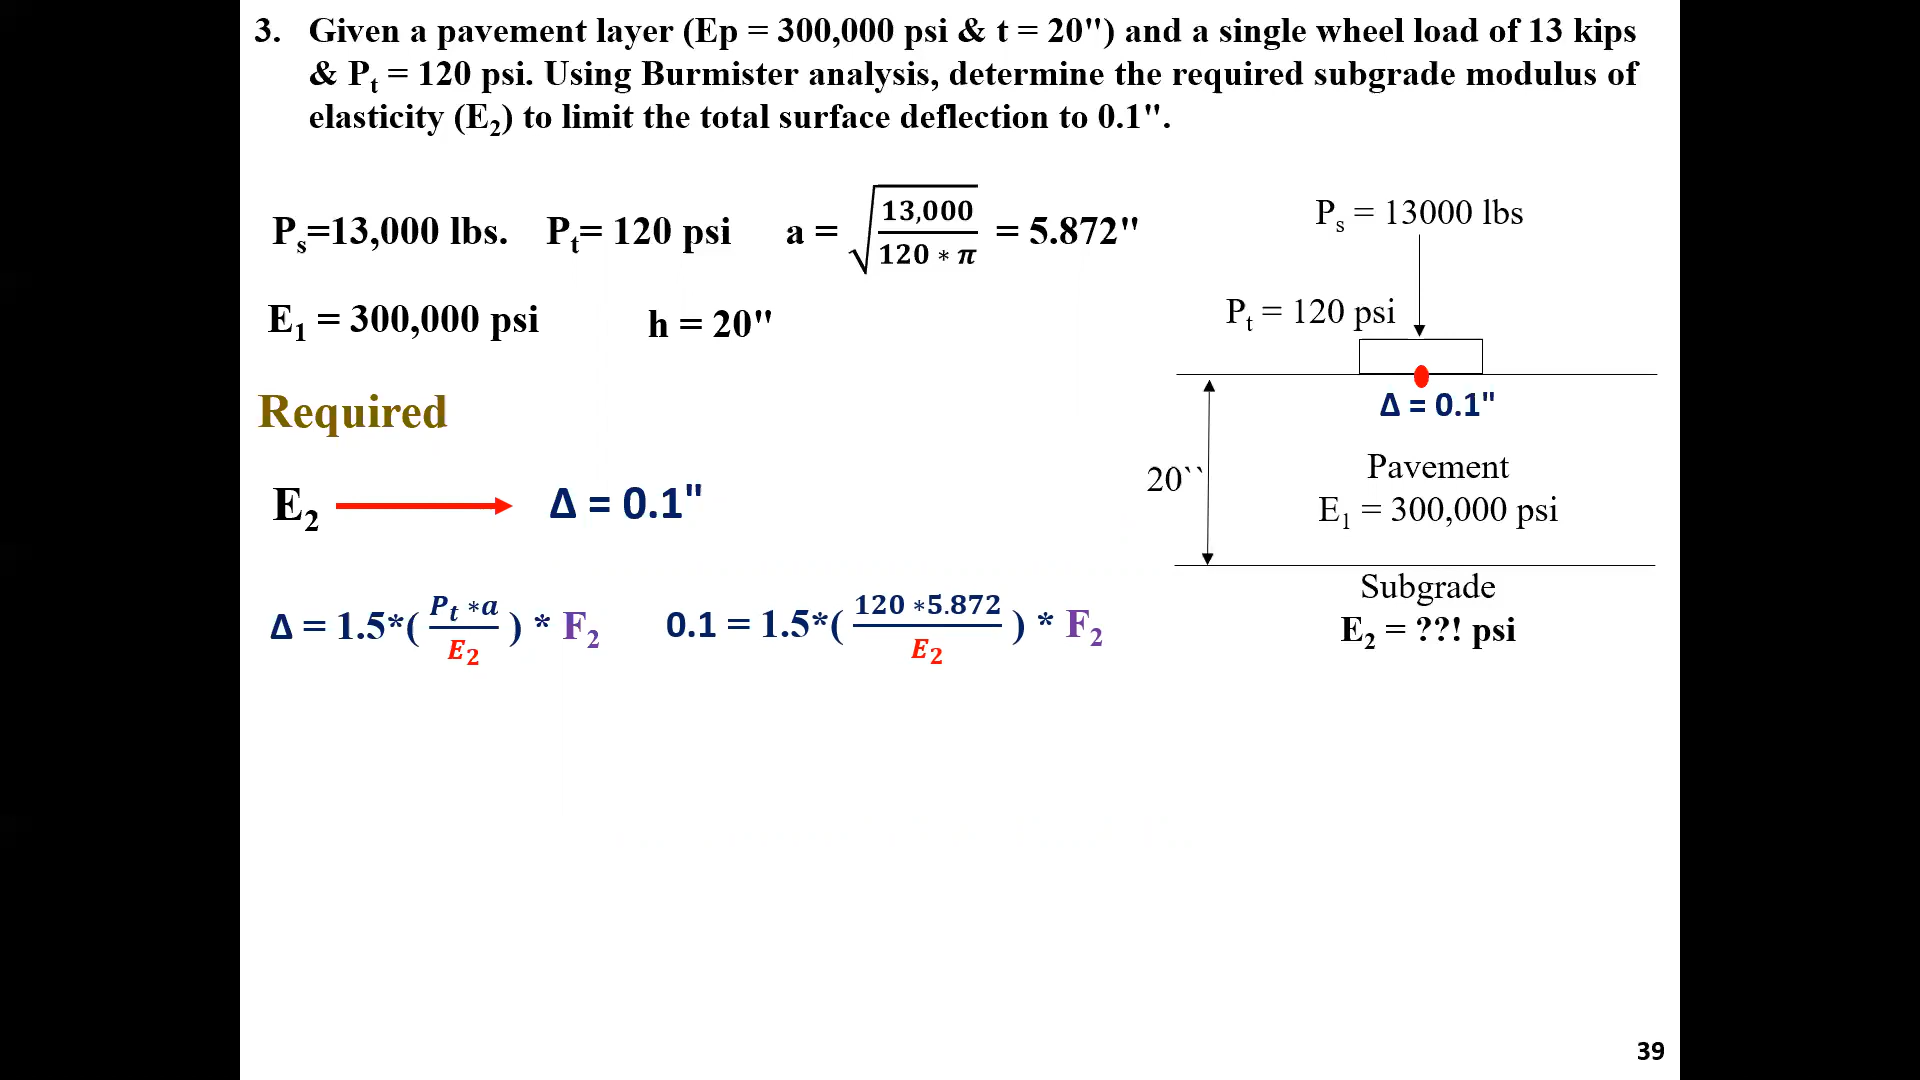 3. Given a pavement layer (Ep = 300,000 psi & t = 20") and a single wheel load of 13 kips
& Pt = 120 psi. Using Burmister analysis, determine the required subgrade modulus of
elasticity (E2) to limit the total surface deflection to 0.1".
Ps=13,000 lbs. Pt= 120 psi a = √(13,000 / 120 * π) = 5.872"
E1 = 300,000 psi h = 20"
Required
E2 → Δ = 0.1"
Δ = 1.5*( Pt *a / E2 ) * F2 0.1 = 1.5*( 120 *5.872 / E2 ) * F2
Ps = 13000 lbs
Pt = 120 psi
Δ = 0.1"
20``
Pavement
E1 = 300,000 psi
Subgrade
E2 = ??! psi
39